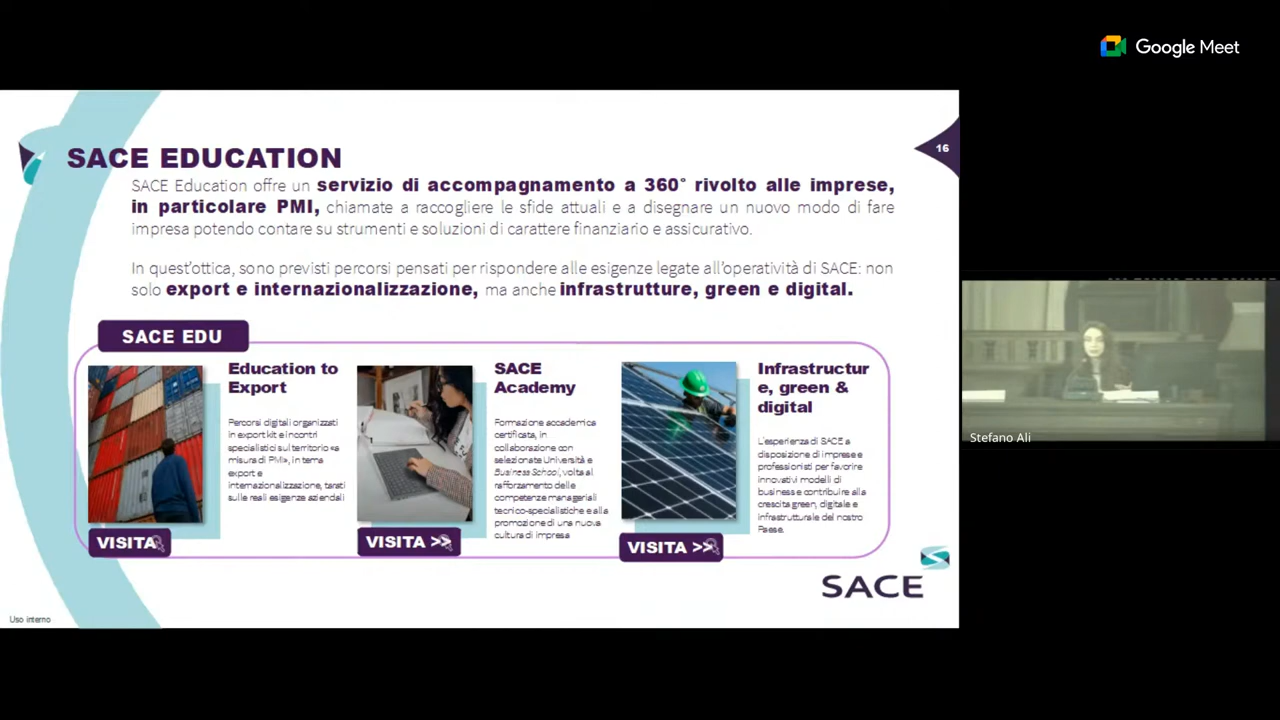 Google Meet
16
SACE EDUCATION
SACE Education offre un servizio di accompagnamento a 360° rivolto alle imprese,
in particolare PMI, chiamate a raccogliere le sfide attuali e a disegnare un nuovo modo di fare
impresa potendo contare su strumenti e soluzioni di carattere finanziario e assicurativo.
In quest'ottica, sono previsti percorsi pensati per rispondere alle esigenze legate all'operatività di SACE: non
solo export e internazionalizzazione, ma anche infrastrutture, green e digital.
SACE EDU
Education to
Export
Percorsi digitali organizzati
in export kit e incontri
specialistici sul territorio «a
misura di PMI», in tema
export e
internazionalizzazione, tarati
sulle reali esigenze aziendali
VISITA
SACE
Academy
Formazione accademica
certificata, in
collaborazione con
selezionate Università e
Business School, volta al
rafforzamento delle
competenze manageriali
tecnico-specialistiche e alla
promozione di una nuova
cultura di impresa
VISITA >>
Infrastructur
e, green &
digital
L'esperienza di SACE a
disposizione di imprese e
professionisti per favorire
innovativi modelli di
business e contribuire alla
crescita green, digitale e
infrastrutturale del nostro
Paese.
VISITA >>
SACE
Uso interno
Stefano Ali